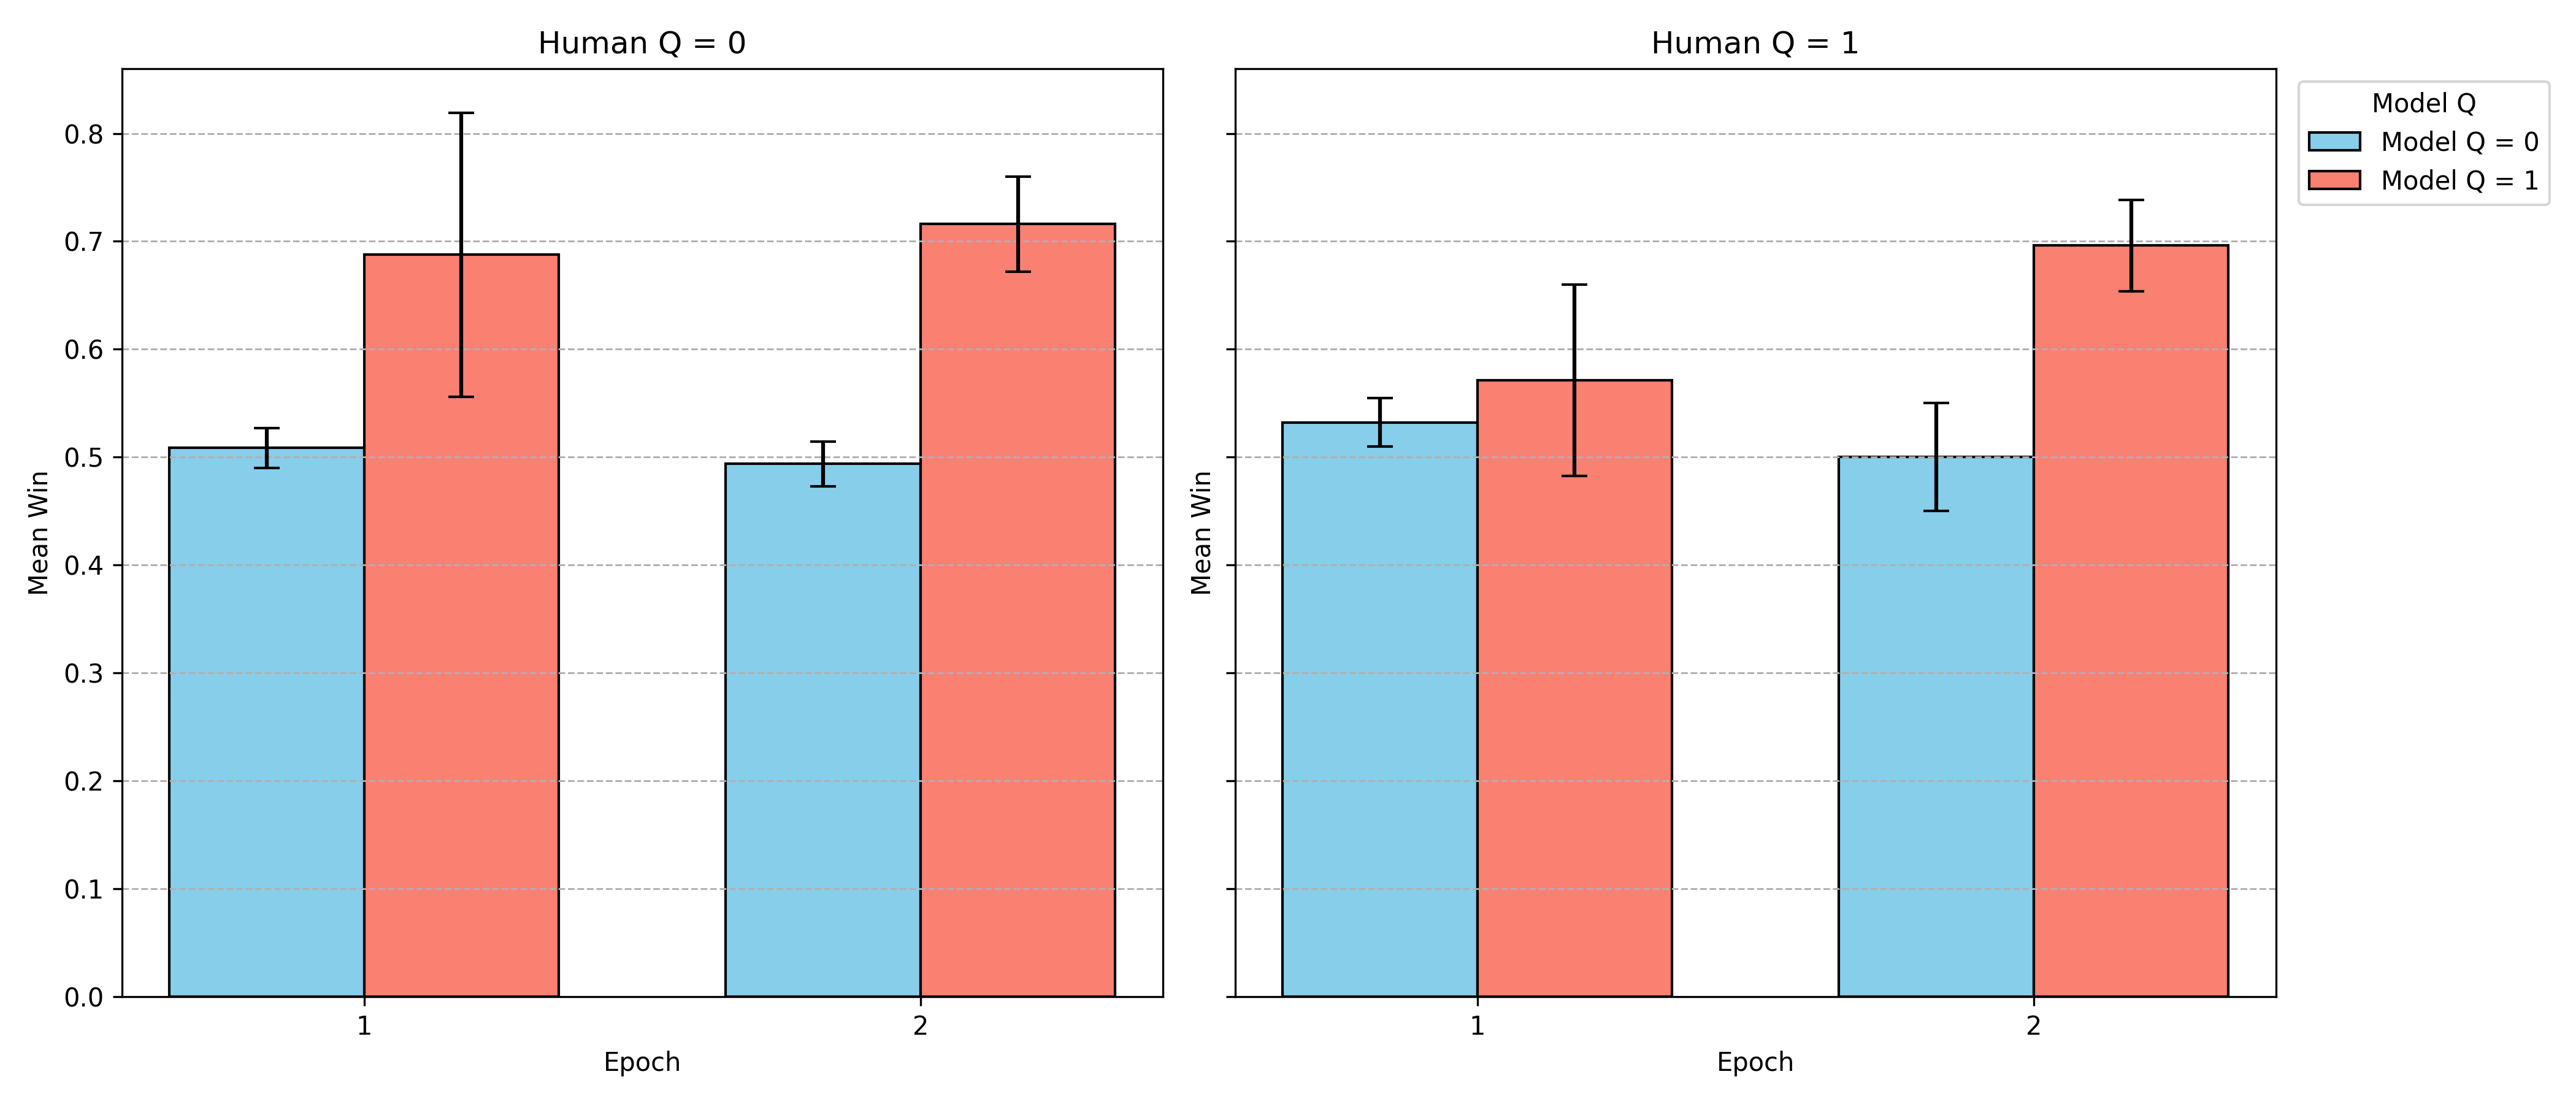 Human Q = 0
Mean Win
0.8
0.7
0.6
0.5
0.4
0.3
0.2
0.1
0.0
1
2
Epoch
Human Q = 1
Mean Win
1
2
Epoch
Model Q
Model Q = 0
Model Q = 1